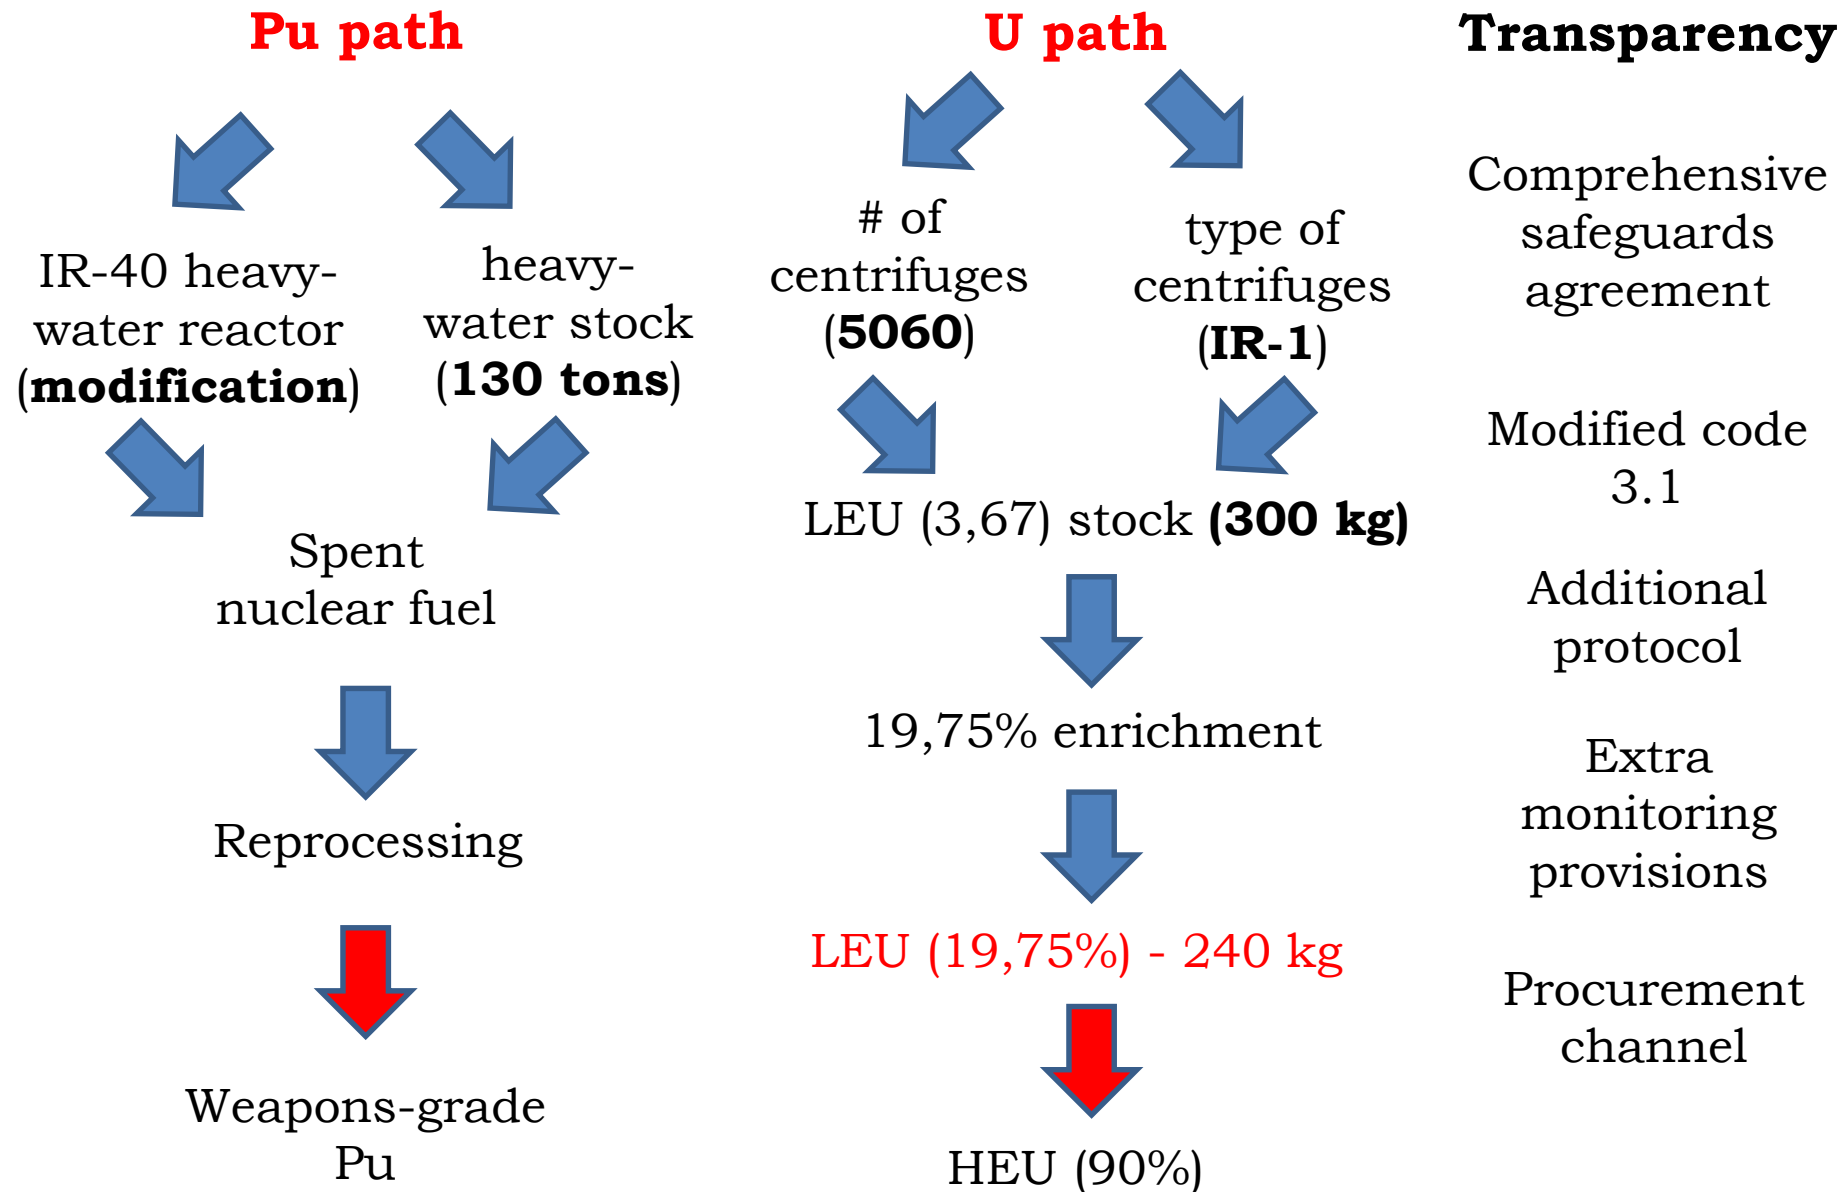 Pu path
IR-40 heavy-
water reactor
(modification)
heavy-
water stock
(130 tons)
Spent
nuclear fuel
Reprocessing
Weapons-grade
Pu
U path
# of
centrifuges
(5060)
type of
centrifuges
(IR-1)
LEU (3,67) stock (300 kg)
19,75% enrichment
LEU (19,75%) - 240 kg
HEU (90%)
Transparency
Comprehensive
safeguards
agreement
Modified code
3.1
Additional
protocol
Extra
monitoring
provisions
Procurement
channel